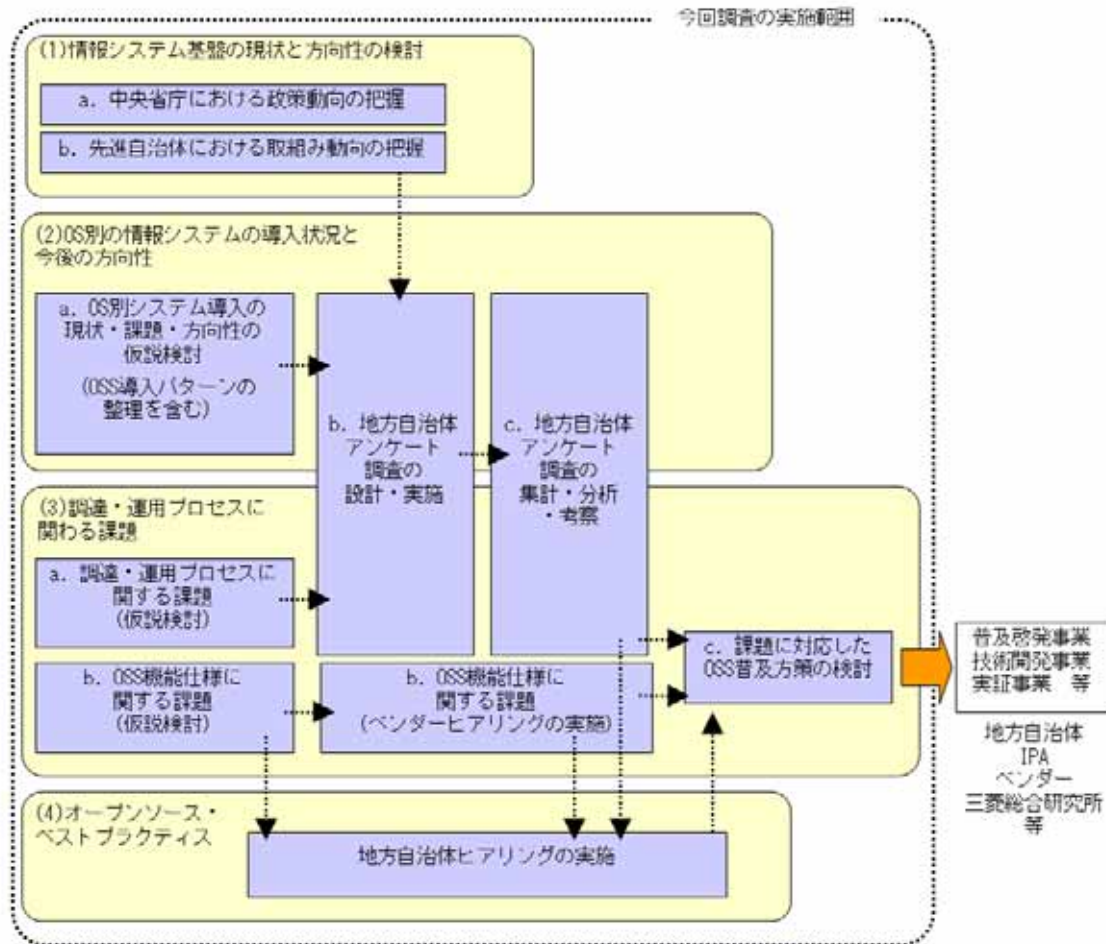 今回調査の実施範囲
(1)情報システム基盤の現状と方向性の検討
a. 中央省庁における政策動向の把握
b. 先進自治体における取組み動向の把握
(2)OS別の情報システムの導入状況と
今後の方向性
a. OS別システム導入の
現状・課題・方向性の
仮説検討
(OSS導入パターンの
整理を含む)
b. 地方自治体
アンケート
調査の
設計・実施
c. 地方自治体
アンケート
調査の
集計・分析
・考察
(3)調達・運用プロセスに
関わる課題
a. 調達・運用プロセスに
関する課題
(仮説検討)
b. OSS機能仕様に
関する課題
(仮説検討)
b. OSS機能仕様に
関する課題
(ベンダーヒアリングの実施)
c. 課題に対応した
OSS普及方策の検討
普及啓発事業
技術開発事業
実証事業 等
地方自治体
IPA
ベンダー
三菱総合研究所
等
(4)オープンソース・
ベストプラクティス
地方自治体ヒアリングの実施